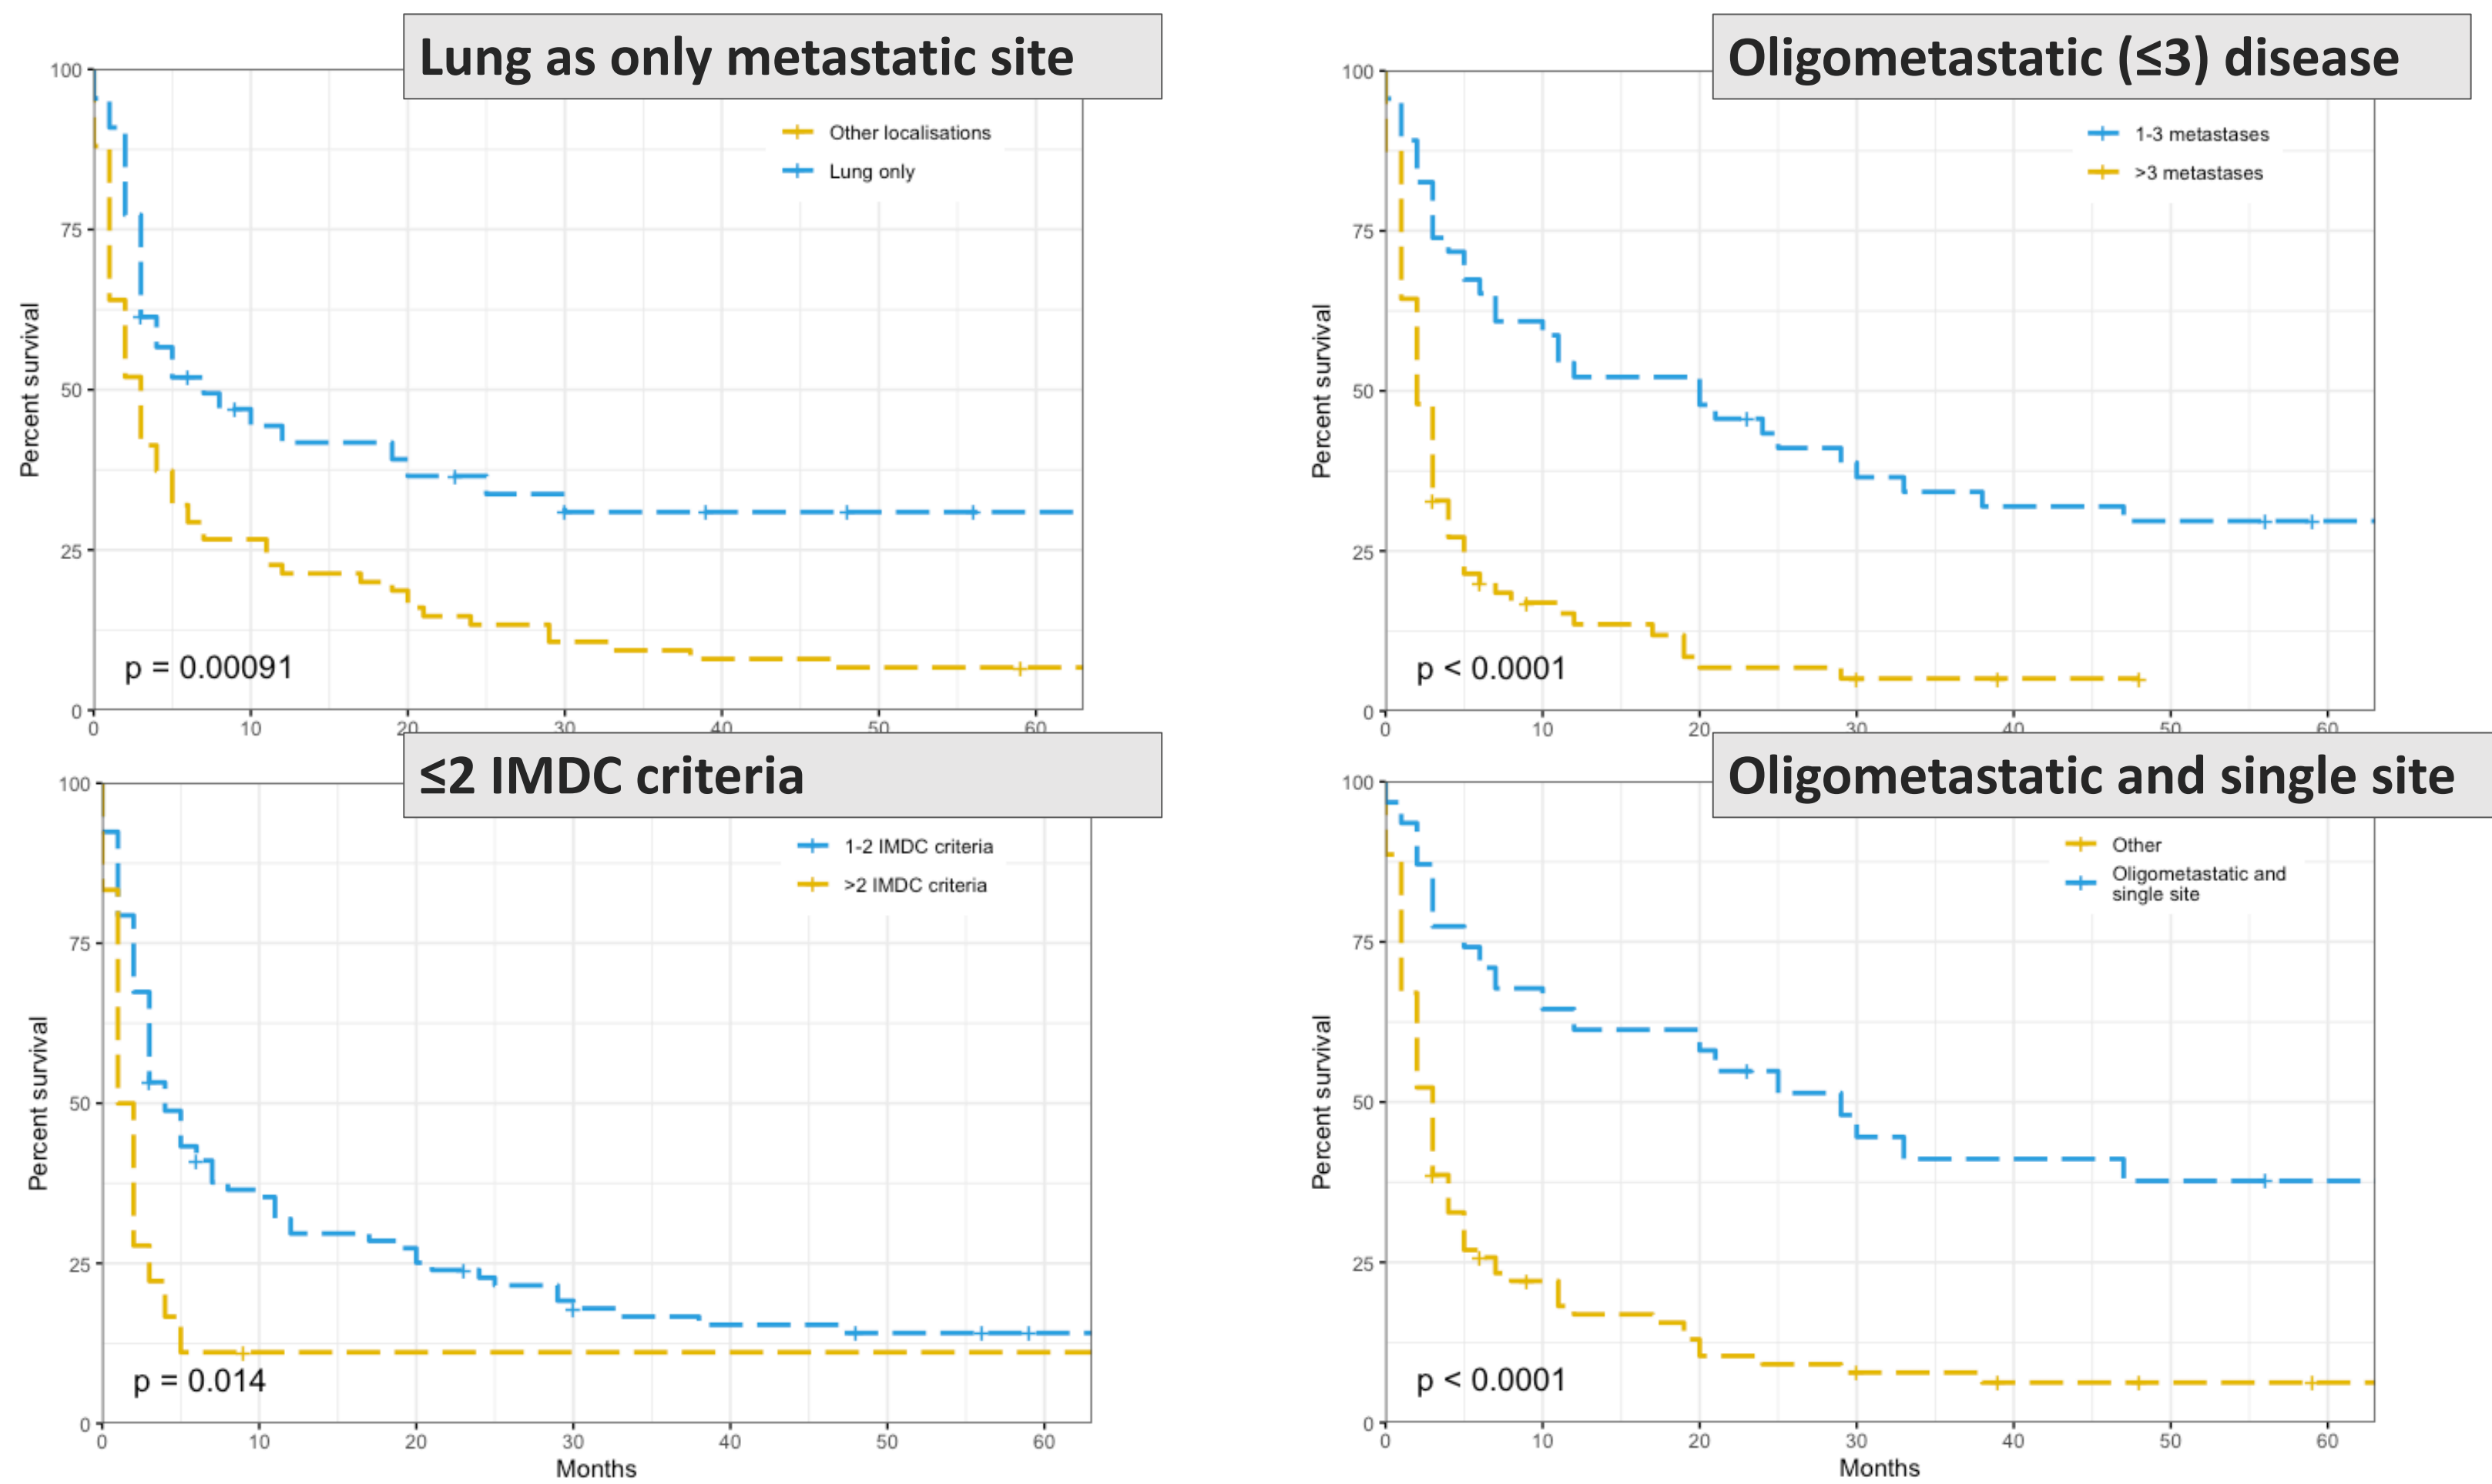 Lung as only metastatic site
Other localisations
Lung only
Percent survival
100
75
50
25
0
p = 0.00091
0 10 20 30 40 50 60
Oligometastatic (≤3) disease
1-3 metastases
>3 metastases
Percent survival
100
75
50
25
0
p < 0.0001
0 10 20 30 40 50 60
≤2 IMDC criteria
1-2 IMDC criteria
>2 IMDC criteria
Percent survival
100
75
50
25
0
p = 0.014
0 10 20 30 40 50 60
Months
Oligometastatic and single site
Other
Oligometastatic and
single site
Percent survival
100
75
50
25
0
p < 0.0001
0 10 20 30 40 50 60
Months